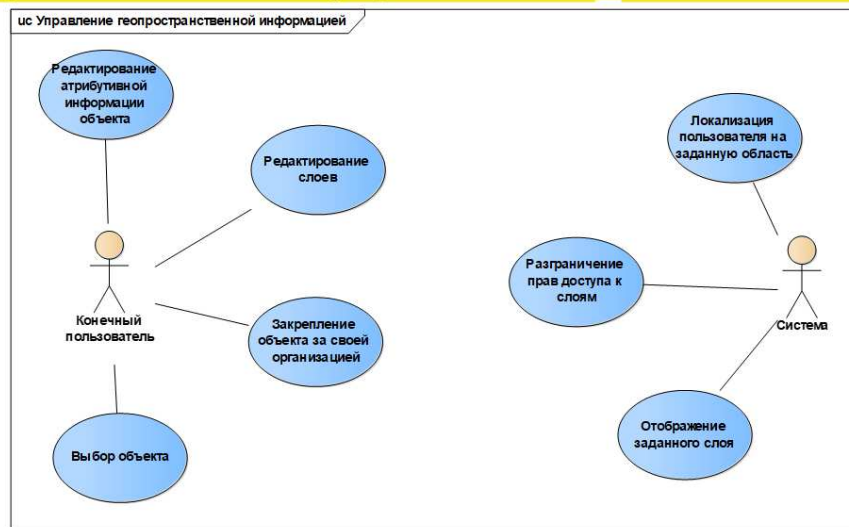 uc Управление геопространственной информацией
Редактирование
атрибутивной
информации
объекта
Редактирование
слоев
Конечный
пользователь
Закрепление
объекта за своей
организацией
Выбор объекта
Локализация
пользователя на
заданную область
Разграничение
прав доступа к
слоям
Система
Отображение
заданного слоя